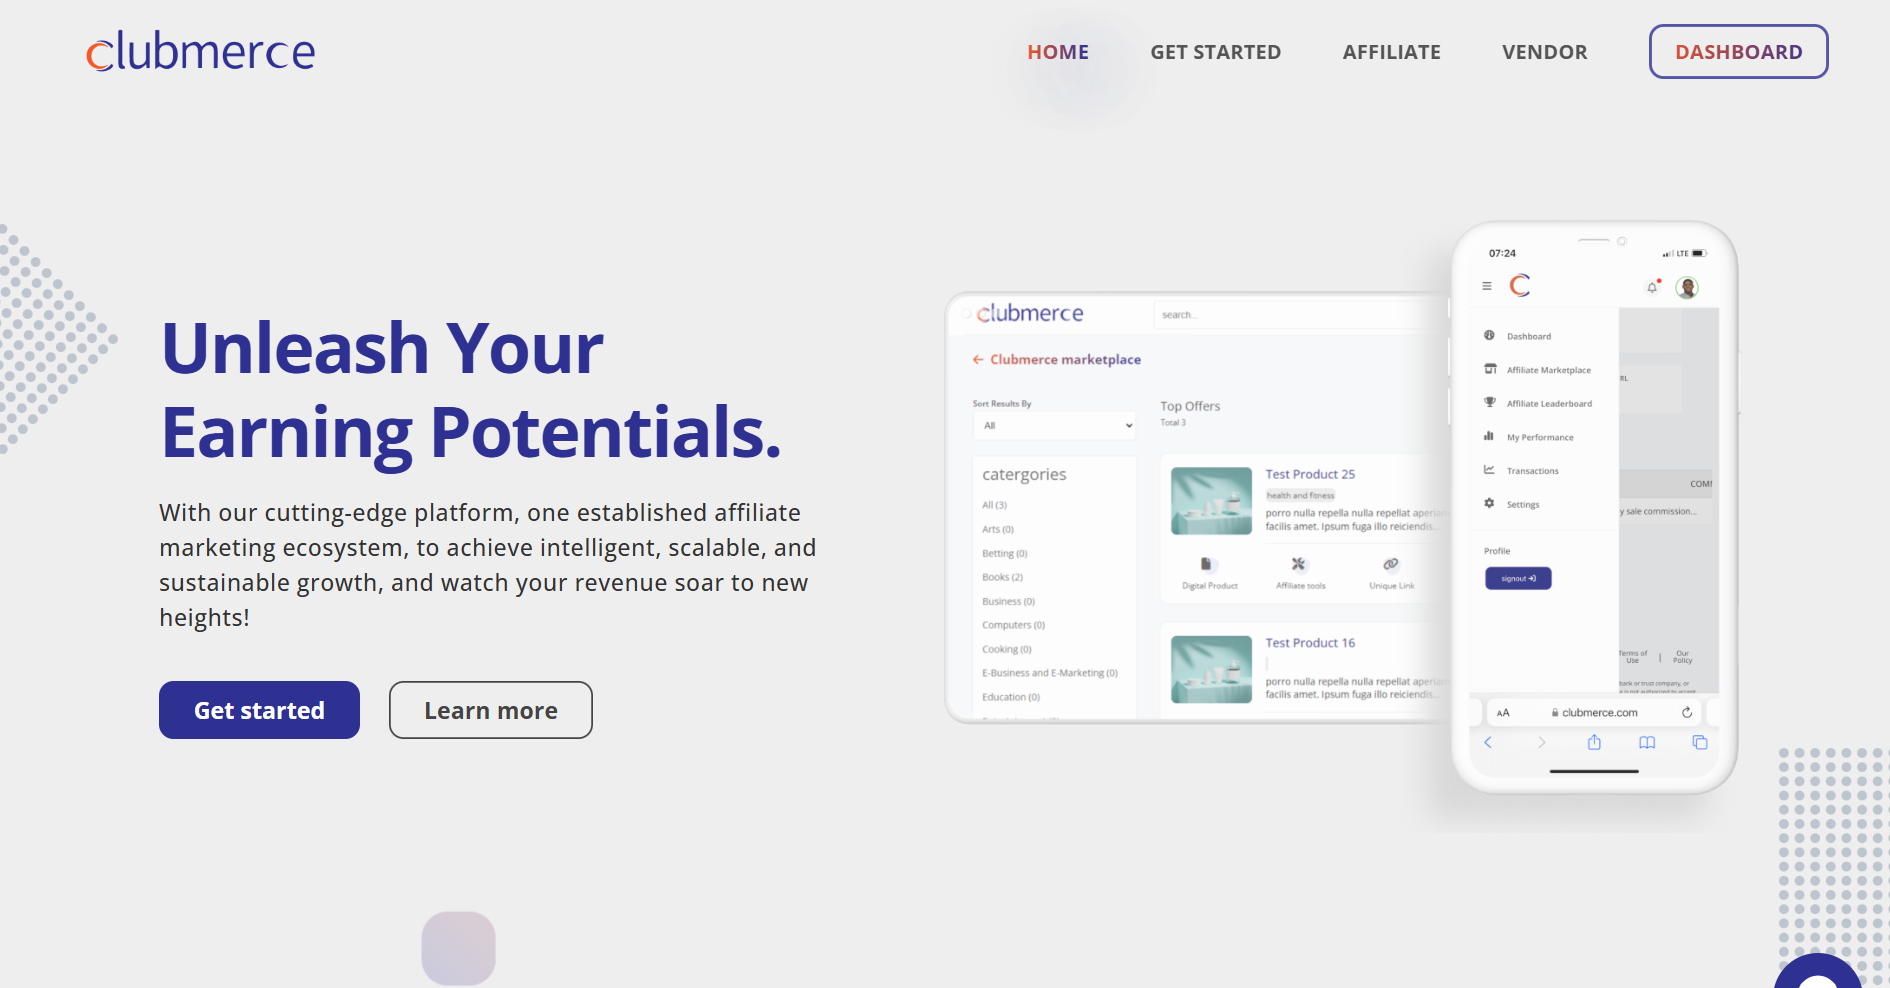 clubmerce
HOME
GET STARTED
AFFILIATE
VENDOR
DASHBOARD
Unleash Your
Earning Potentials.
With our cutting-edge platform, one established affiliate
marketing ecosystem, to achieve intelligent, scalable, and
sustainable growth, and watch your revenue soar to new
heights!
Get started
Learn more
clubmerce
search...
Clubmerce marketplace
Sort Results By
All
catergories
All (3)
Arts (0)
Betting (0)
Books (2)
Business (0)
Computers (0)
Cooking (0)
E-Business and E-Marketing (0)
Education (0)
Top Offers
Total 3
Test Product 25
health and fitness
porro nulla repella nulla repellat aperiam
facilis amet. Ipsum fuga illo reiciendis...
Digital Product
Affiliate tools
Unique Link
Test Product 16
porro nulla repella nulla repellat aperiam
facilis amet. Ipsum fuga illo reiciendis...
07:24
LTE
Dashboard
Affiliate Marketplace
Affiliate Leaderboard
My Performance
Transactions
Settings
Profile
signout
RL
COMM
y sale commission...
Terms of
Use
|
Our
Policy
bank or trust company, or
AA
clubmerce.com